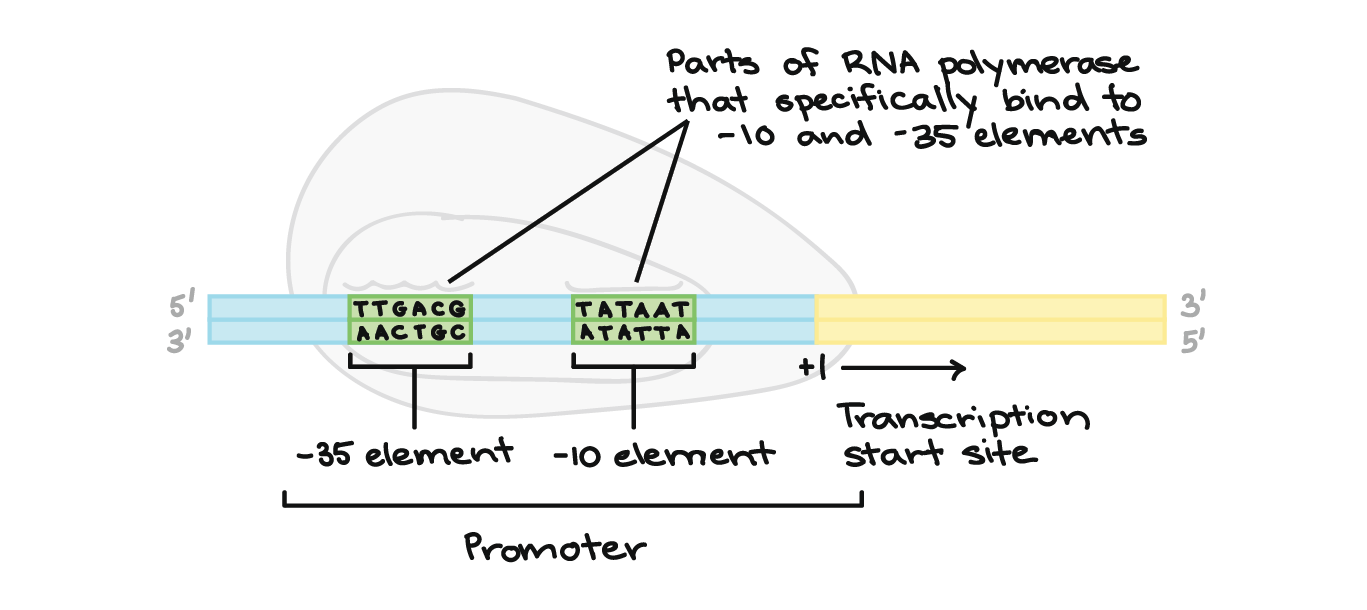 Parts of RNA polymerase
that specifically bind to
-10 and -35 elements
5' 3'
TTGACG TATAAT
AACTGC ATATTA
3' 5'
+1
Transcription
start site
-35 element -10 element
Promoter